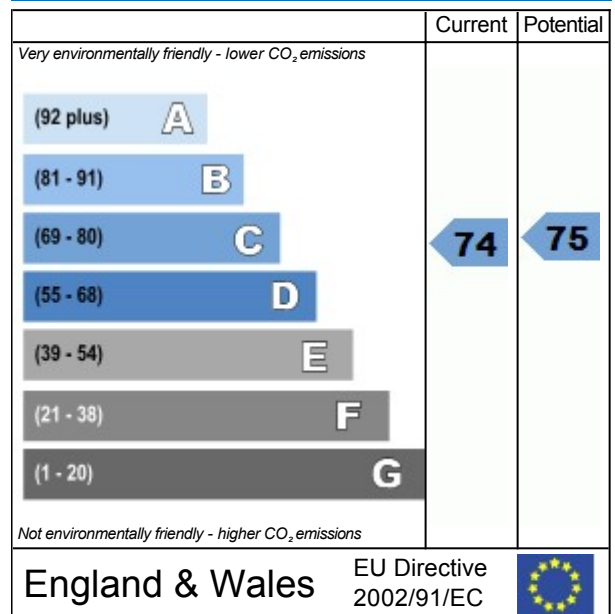 Current Potential
Very environmentally friendly - lower CO₂ emissions
(92 plus) A
(81 - 91) B
(69 - 80) C
74 75
(55 - 68) D
(39 - 54) E
(21 - 38) F
(1 - 20) G
Not environmentally friendly - higher CO₂ emissions
England & Wales
EU Directive
2002/91/EC